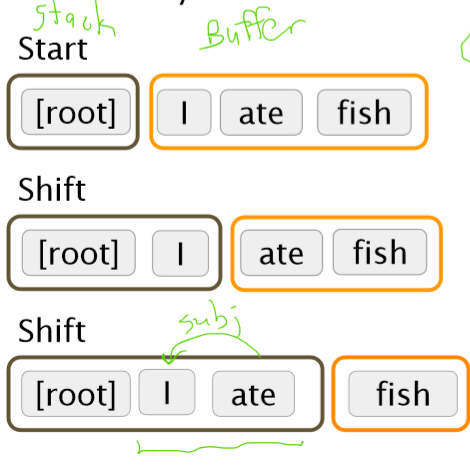 Stack Buffer
Start
[root] I ate fish
Shift
[root] I ate fish
Shift
subj
[root] I ate fish